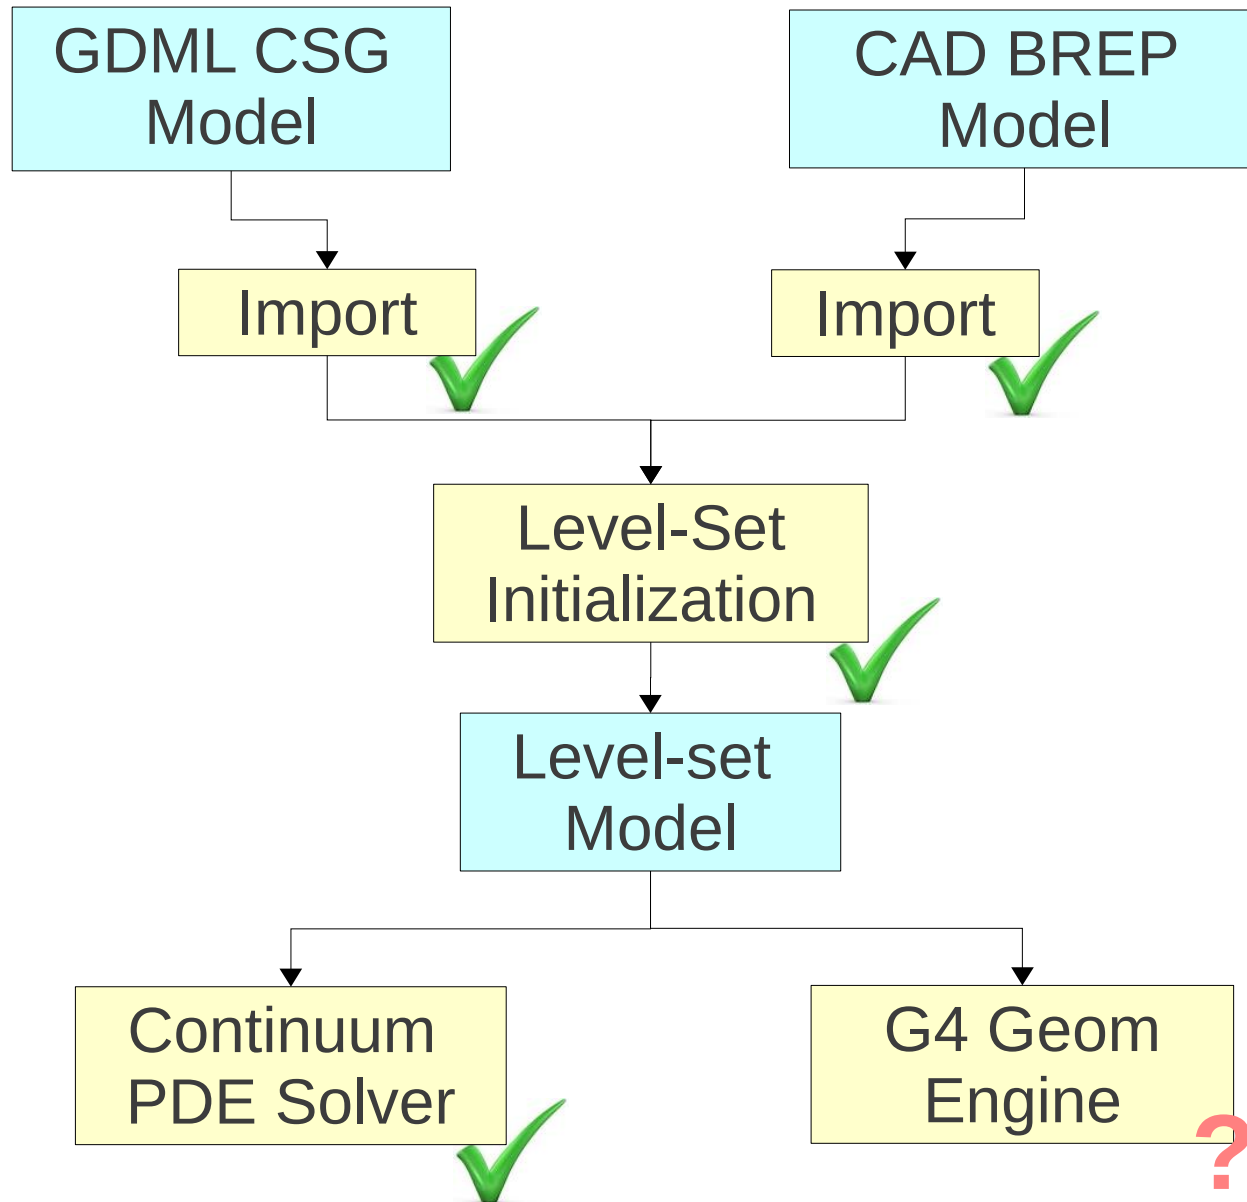 GDML CSG
Model
CAD BREP
Model
Import
Import
Level-Set
Initialization
Level-set
Model
Continuum
PDE Solver
G4 Geom
Engine
?